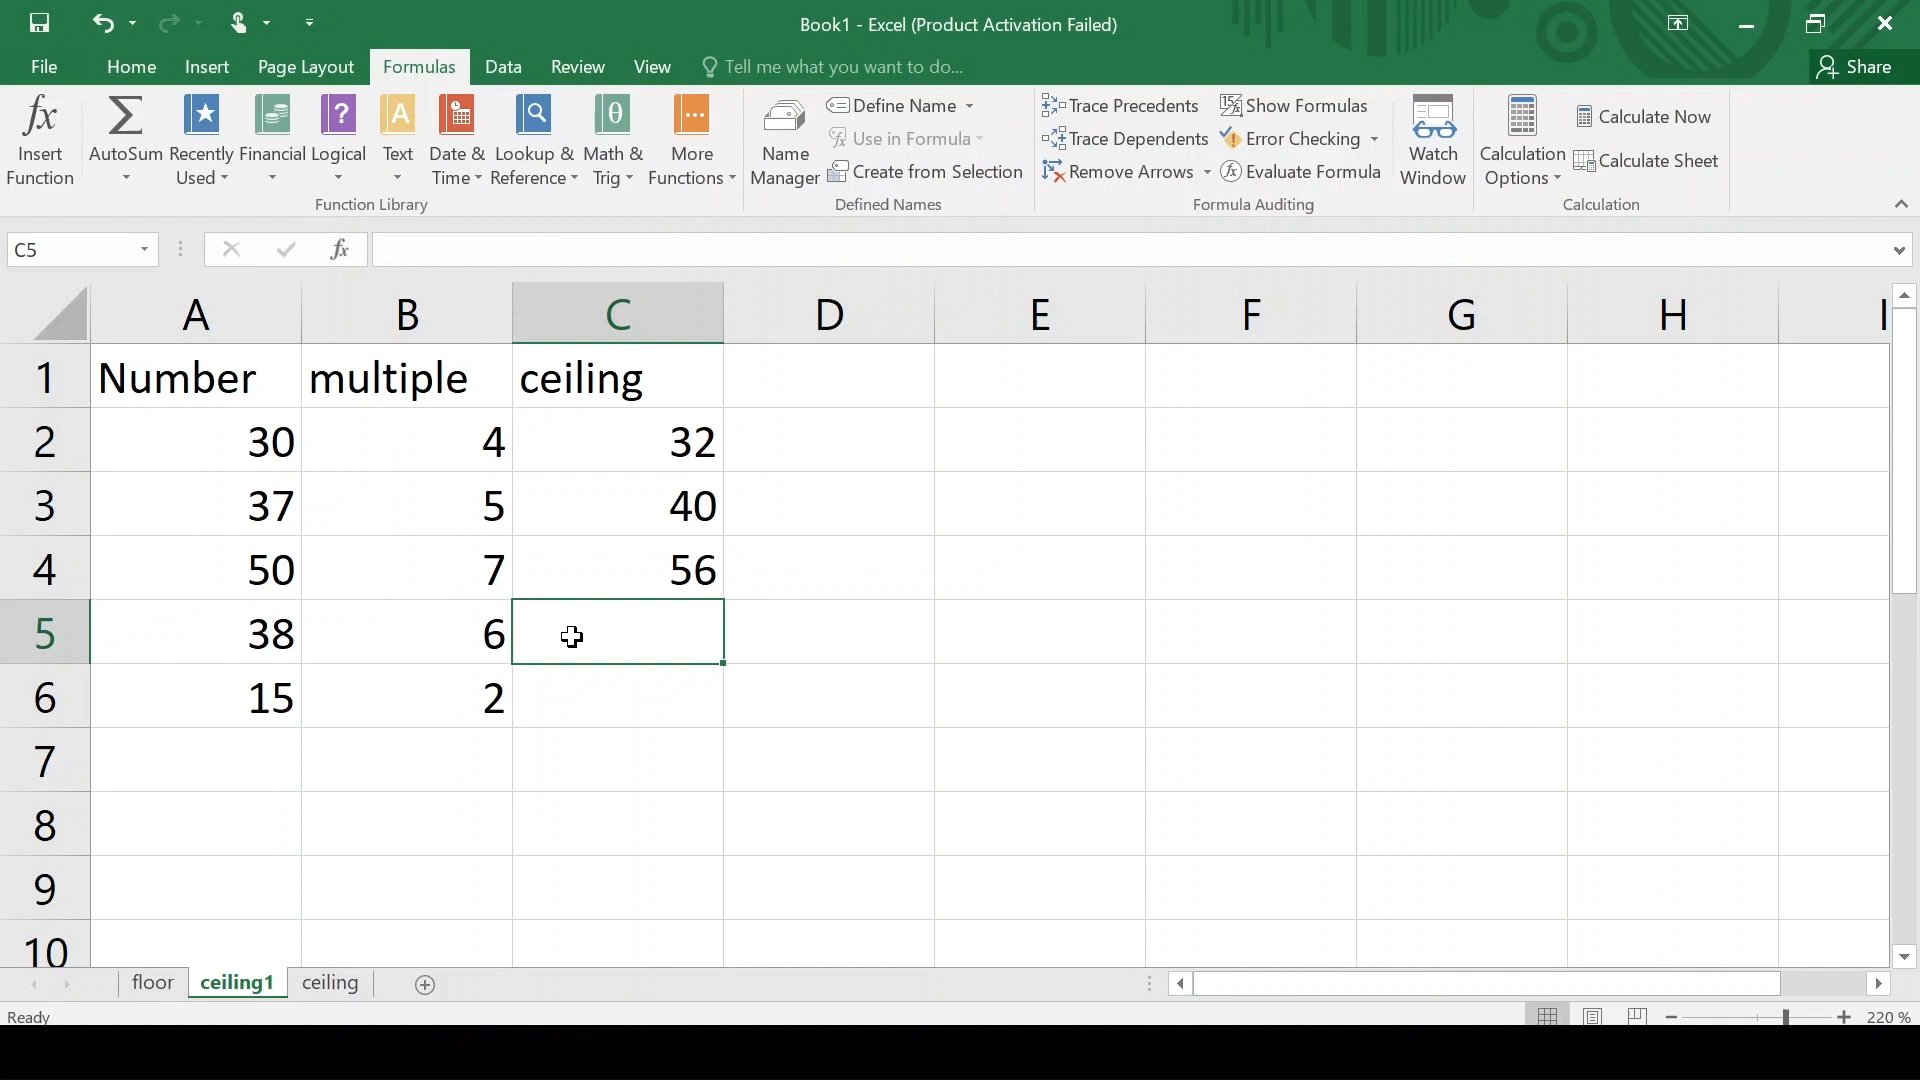 Book1 - Excel (Product Activation Failed)
File Home Insert Page Layout Formulas Data Review View Tell me what you want to do... Share
fx Insert Function
AutoSum
Recently Used
Financial
Logical
Text
Date & Time
Lookup & Reference
Math & Trig
More Functions
Function Library
Name Manager
Define Name
Use in Formula
Create from Selection
Defined Names
Trace Precedents
Trace Dependents
Remove Arrows
Show Formulas
Error Checking
Evaluate Formula
Formula Auditing
Watch Window
Calculation Options
Calculate Now
Calculate Sheet
Calculation
C5 fx
A B C D E F G H I
1 Number multiple ceiling
2 30 4 32
3 37 5 40
4 50 7 56
5 38 6
6 15 2
7
8
9
10
floor ceiling1 ceiling
Ready 220 %